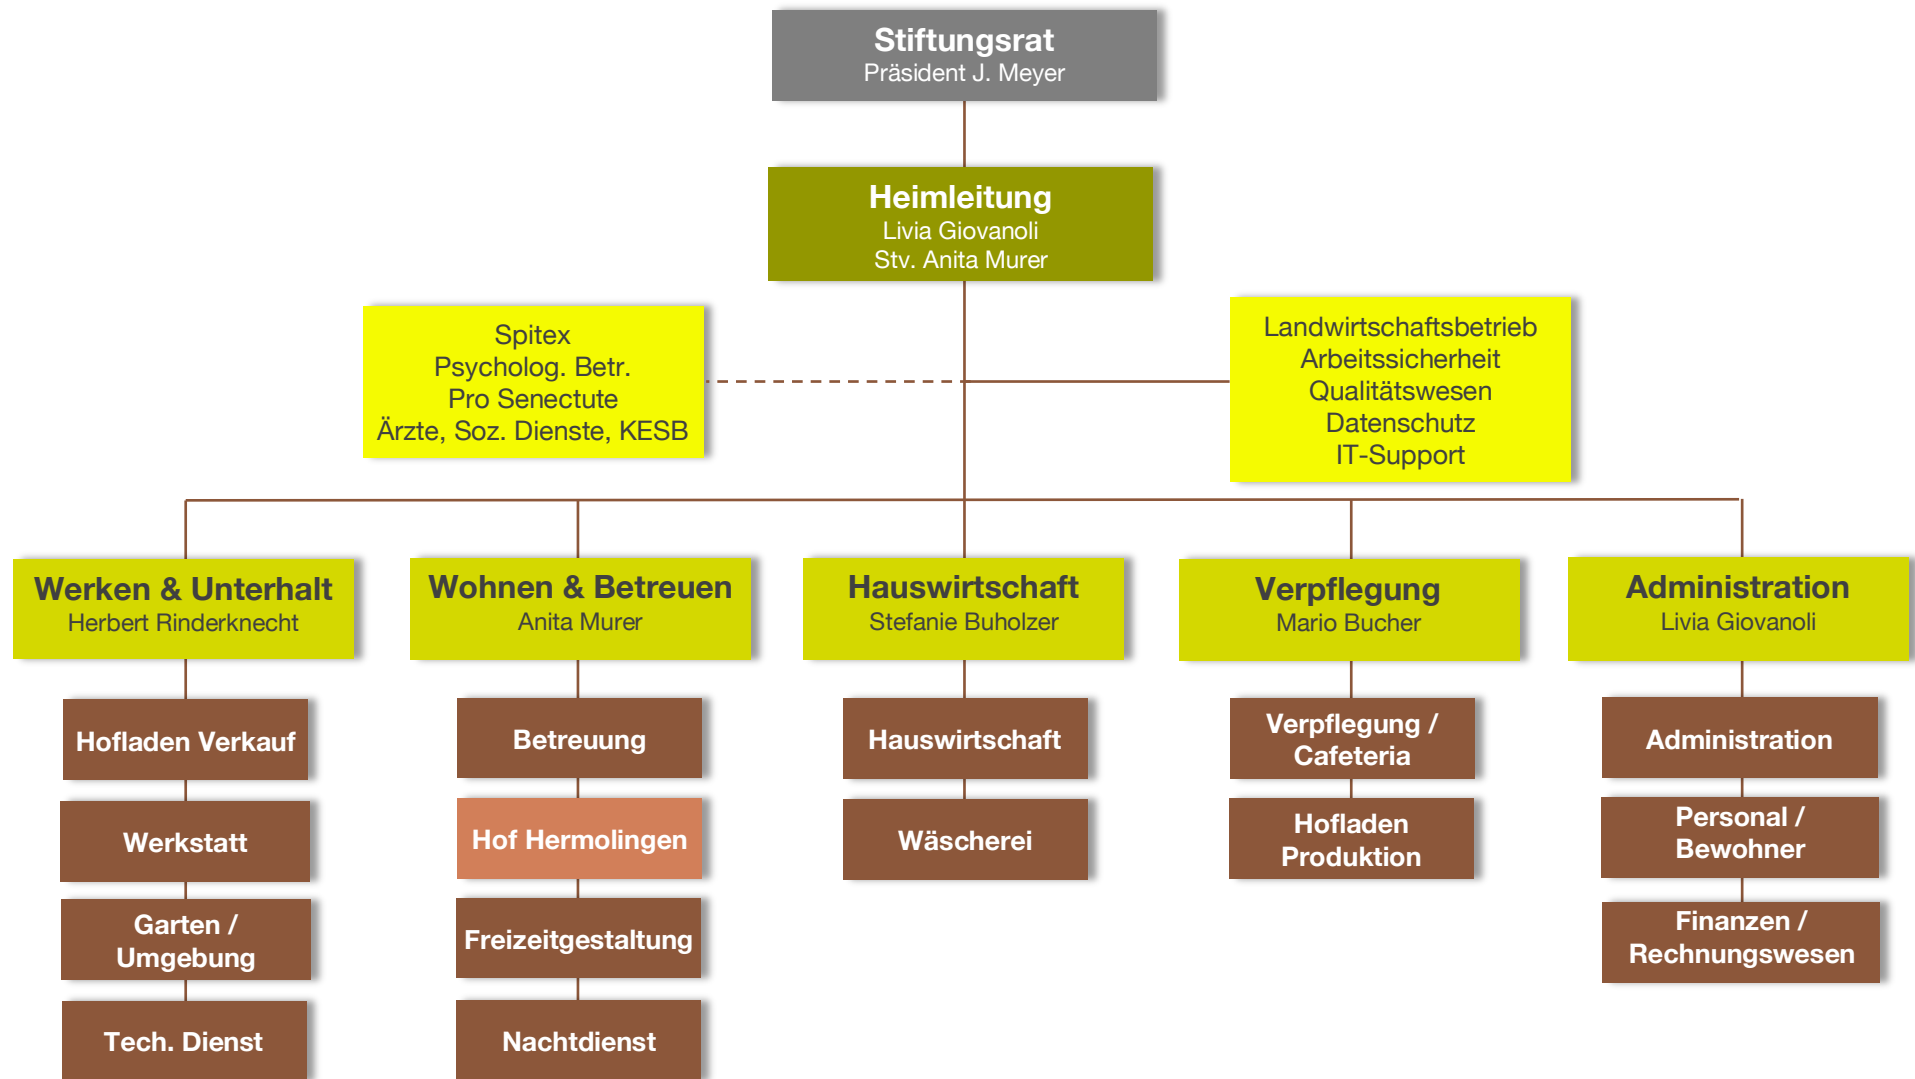 Stiftungsrat
Präsident J. Meyer
Heimleitung
Livia Giovanoli
Stv. Anita Murer
Spitex
Psycholog. Betr.
Pro Senectute
Ärzte, Soz. Dienste, KESB
Landwirtschaftsbetrieb
Arbeitssicherheit
Qualitätswesen
Datenschutz
IT-Support
Werken & Unterhalt
Herbert Rinderknecht
Hofladen Verkauf
Werkstatt
Garten /
Umgebung
Tech. Dienst
Wohnen & Betreuen
Anita Murer
Betreuung
Hof Hermolingen
Freizeitgestaltung
Nachtdienst
Hauswirtschaft
Stefanie Buholzer
Hauswirtschaft
Wäscherei
Verpflegung
Mario Bucher
Verpflegung /
Cafeteria
Hofladen
Produktion
Administration
Livia Giovanoli
Administration
Personal /
Bewohner
Finanzen /
Rechnungswesen